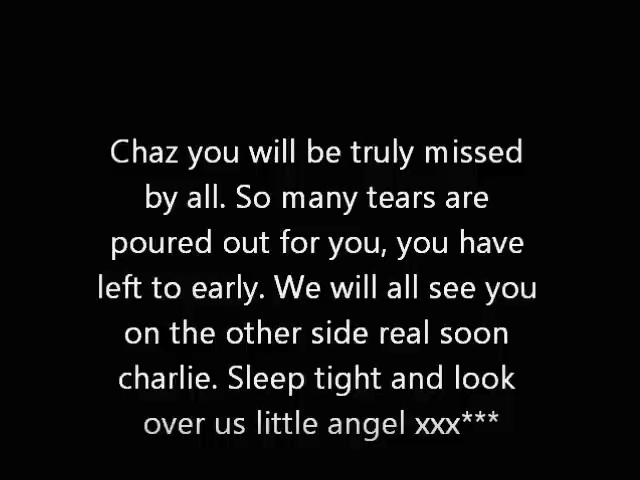 Chaz you will be truly missed
by all. So many tears are
poured out for you, you have
left to early. We will all see you
on the other side real soon
charlie. Sleep tight and look
over us little angel xxx***